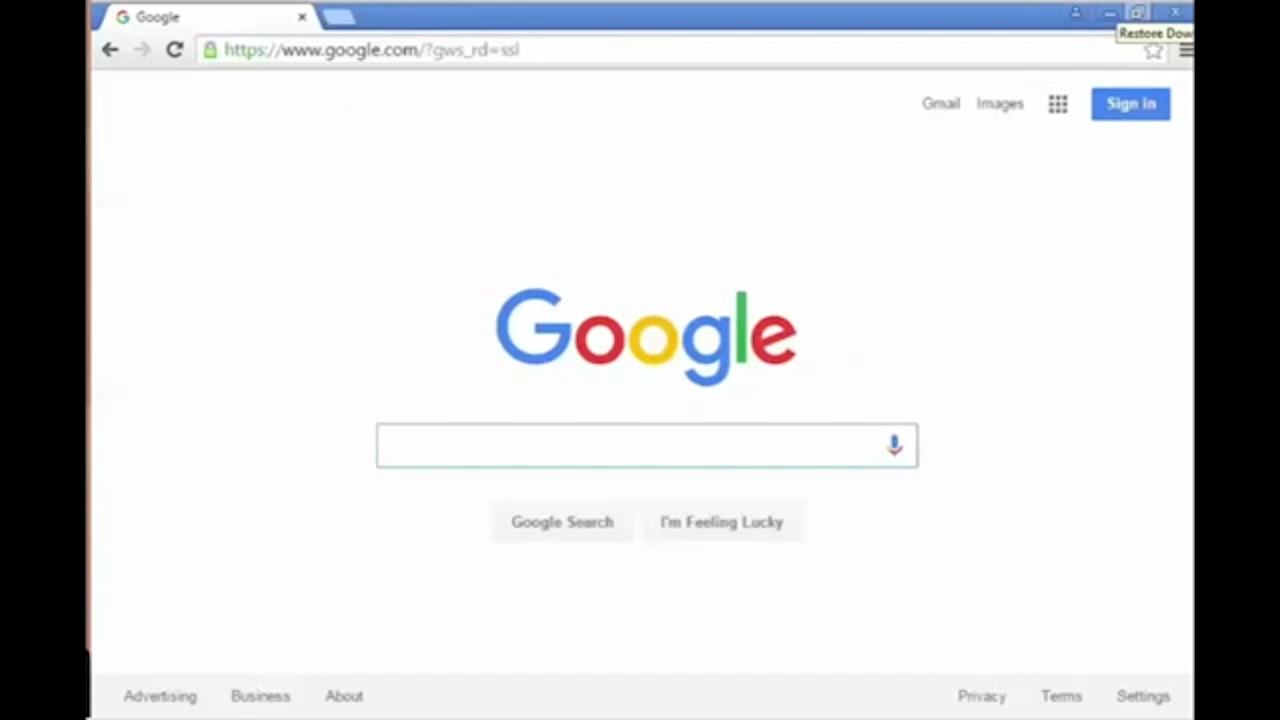 Google
Restore Dow
https://www.google.com/?gws_rd=ssl
Gmail Images Sign in
Google
Google Search I'm Feeling Lucky
Advertising Business About Privacy Terms Settings